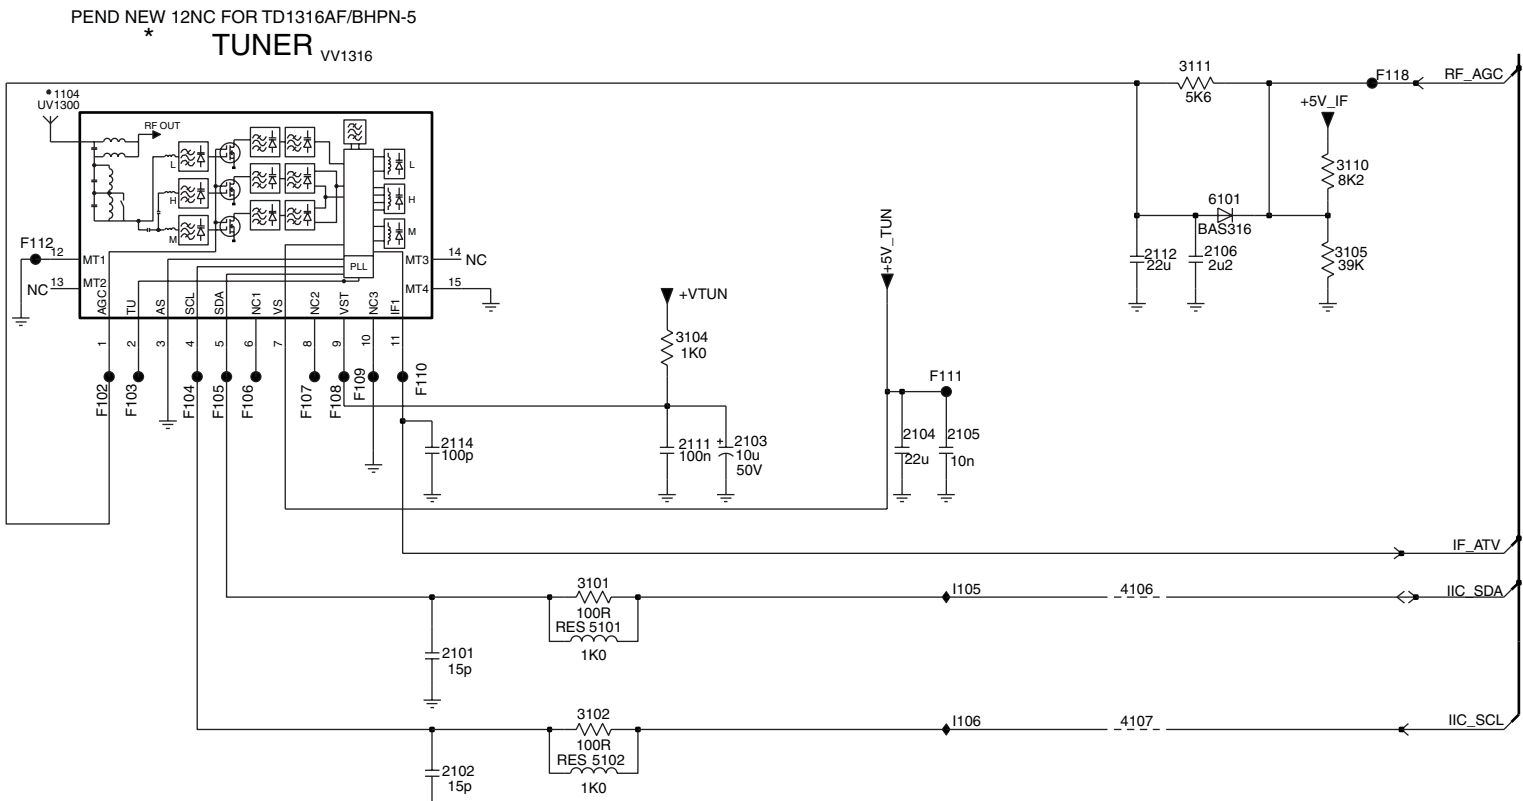 PEND NEW 12NC FOR TD1316AF/BHPN-5
*
TUNER VV1316
* 1104
UV1300
RF OUT
L
H
M
L
H
M
PLL
F112
12
MT1
NC 13
MT2
MT3
14
NC
MT4
15
AGC
TU
AS
SCL
SDA
NC1
VS
NC2
VST
NC3
IF1
1
2
3
4
5
6
7
8
9
10
11
F102
F103
F104
F105
F106
F107
F108
F109
F110
2114
100p
+VTUN
3104
1K0
2111
100n
+
2103
10u
50V
+5V_TUN
F111
2104
22u
2105
10n
3111
5K6
F118
RF_AGC
+5V_IF
3110
8K2
6101
BAS316
2112
22u
2106
2u2
3105
39K
IF_ATV
3101
100R
RES 5101
1K0
I105
4106
IIC_SDA
2101
15p
3102
100R
RES 5102
1K0
I106
4107
IIC_SCL
2102
15p